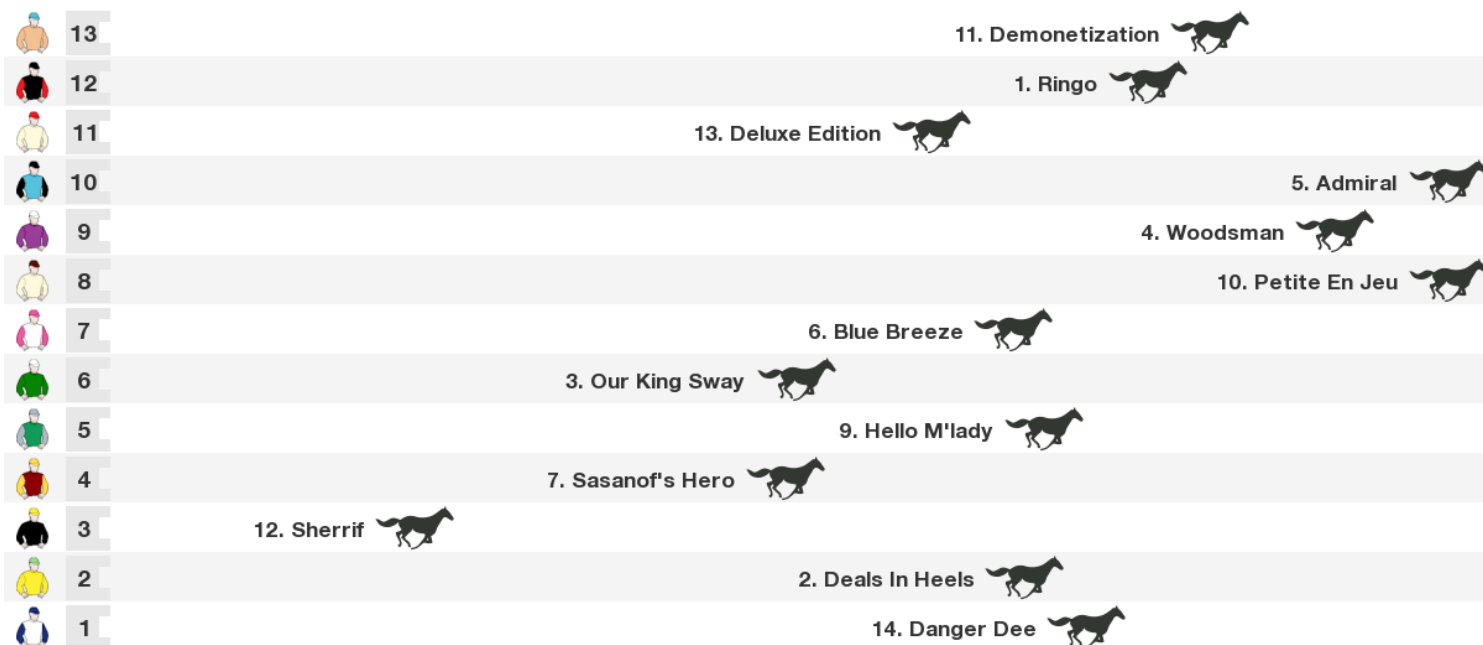 13 11. Demonetization
12 1. Ringo
11 13. Deluxe Edition
10 5. Admiral
9 4. Woodsman
8 10. Petite En Jeu
7 6. Blue Breeze
6 3. Our King Sway
5 9. Hello M'lady
4 7. Sasanof's Hero
3 12. Sherrif
2 2. Deals In Heels
1 14. Danger Dee